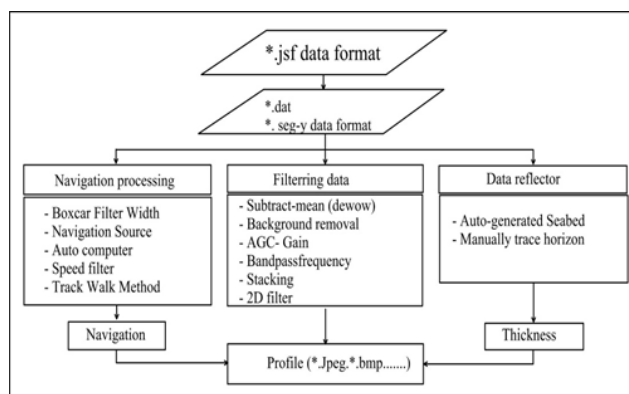 *.jsf data format
*.dat
*. seg-y data format
Navigation processing
- Boxcar Filter Width
- Navigation Source
- Auto computer
- Speed filter
- Track Walk Method
Navigation
Filterring data
- Subtract-mean (dewow)
- Background removal
- AGC- Gain
- Bandpassfrequency
- Stacking
- 2D filter
Data reflector
- Auto-generated Seabed
- Manually trace horizon
Thickness
Profile (*.Jpeg.*.bmp.......)